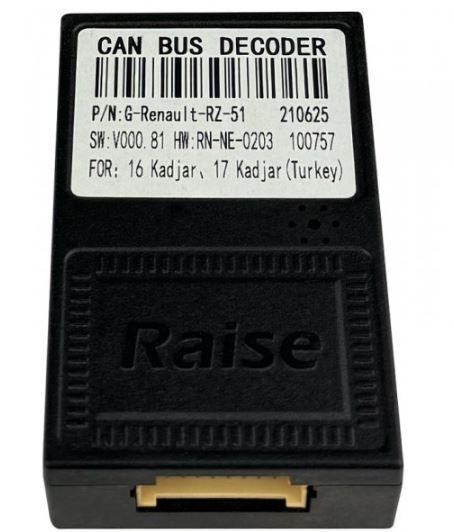 CAN BUS DECODER
P/N:G-Renault-RZ-51 210625
SW:V000.81 HW:RN-NE-0203 100757
FOR: 16 Kadjar、17 Kadjar(Turkey)
Raise